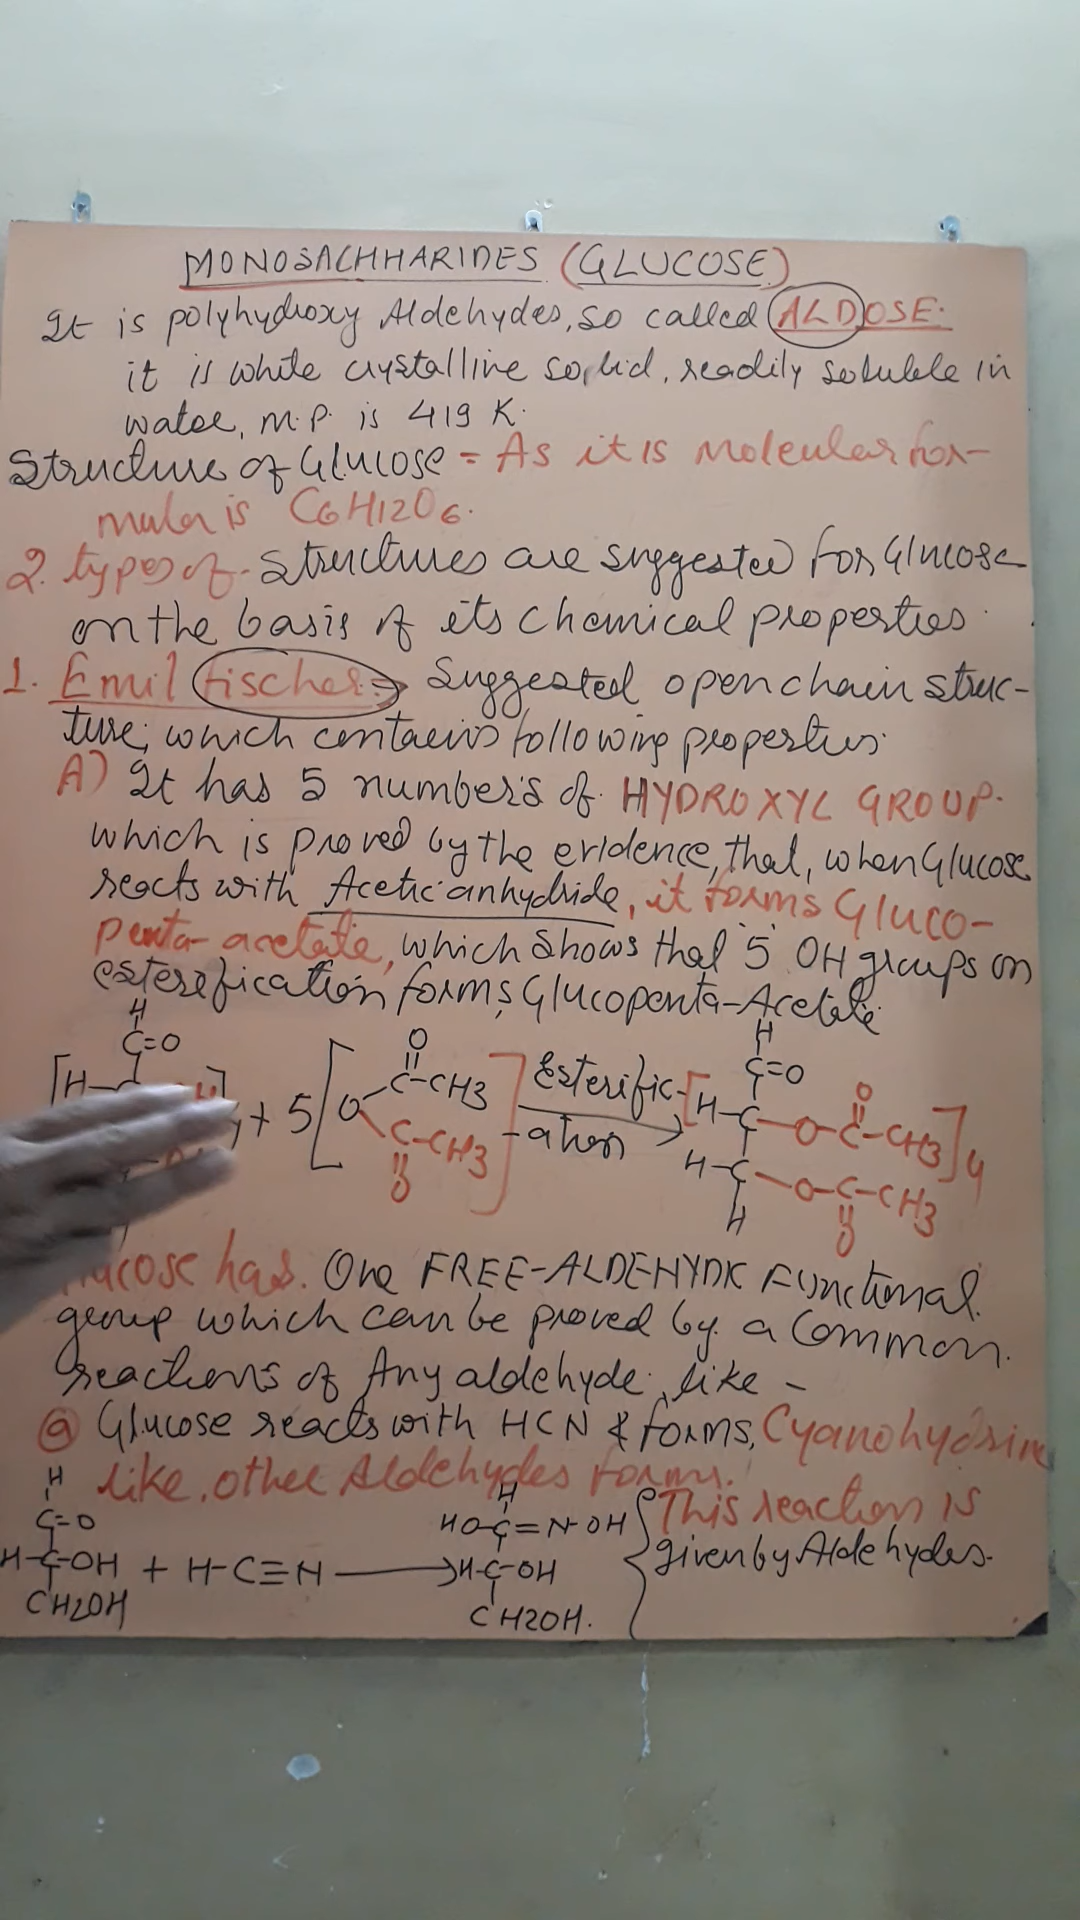 MONOSACHHARIDES (GLUCOSE)
It is polyhydroxy Aldehydes, so called ALDOSE.
it is white crystalline solid, readily soluble in
water, M.P. is 419 K.
Structure of Glucose = As it is Molecular for-
mula is C6H12O6.
2. types of structures are suggested for Glucose
on the basis of its chemical properties.
1. Emil fischer ⇒ Suggested open chain struc-
ture; which contains following properties.
A) It has 5 numbers of HYDROXYL GROUP.
which is proved by the evidence, that, when Glucose
reacts with Acetic anhydride, it forms Gluco-
penta-acetate, which shows that '5' OH groups on
esterefication forms, Glucopenta-Acetate
H
C=O
[H-C ]4 + 5 [O C-CH3 C-CH3 O O] Esterific-ation → [H-C-O-C-CH3]4
H
C=O
O
H-C-O-C-CH3
H O
has. One FREE-ALDEHYDE Functional
group which can be proved by a Common
reactions of Any aldehyde, like -
a Glucose reacts with HCN & forms, Cyanohydrine
like, other Aldehydes forms.
H
C=O
H-C-OH + H-C≡N → H-C-OH
CH2OH
H
HO-C=N-OH
CH2OH.
This reaction is
given by Aldehydes.